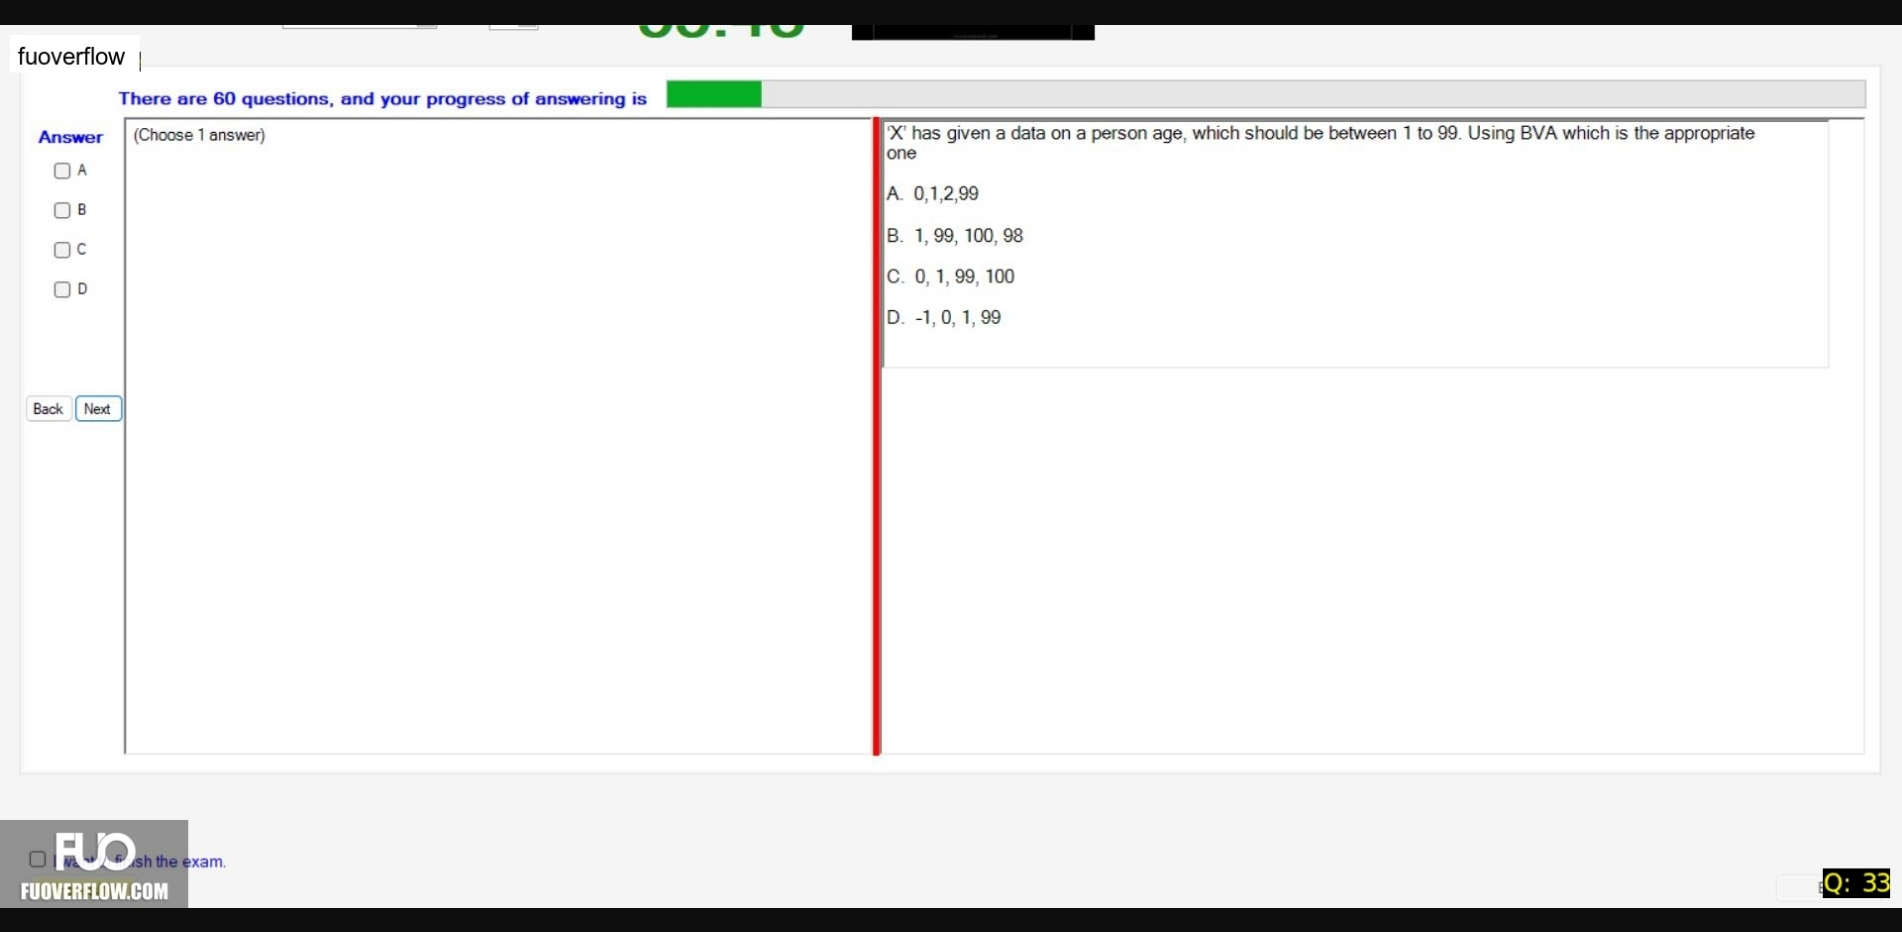 fuoverflow
There are 60 questions, and your progress of answering is
Answer
(Choose 1 answer)
A
B
C
D
Back Next
'X' has given a data on a person age, which should be between 1 to 99. Using BVA which is the appropriate
one
A. 0,1,2,99
B. 1, 99, 100, 98
C. 0, 1, 99, 100
D. -1, 0, 1, 99
FUO
finish the exam.
FUOVERFLOW.COM
Q: 33